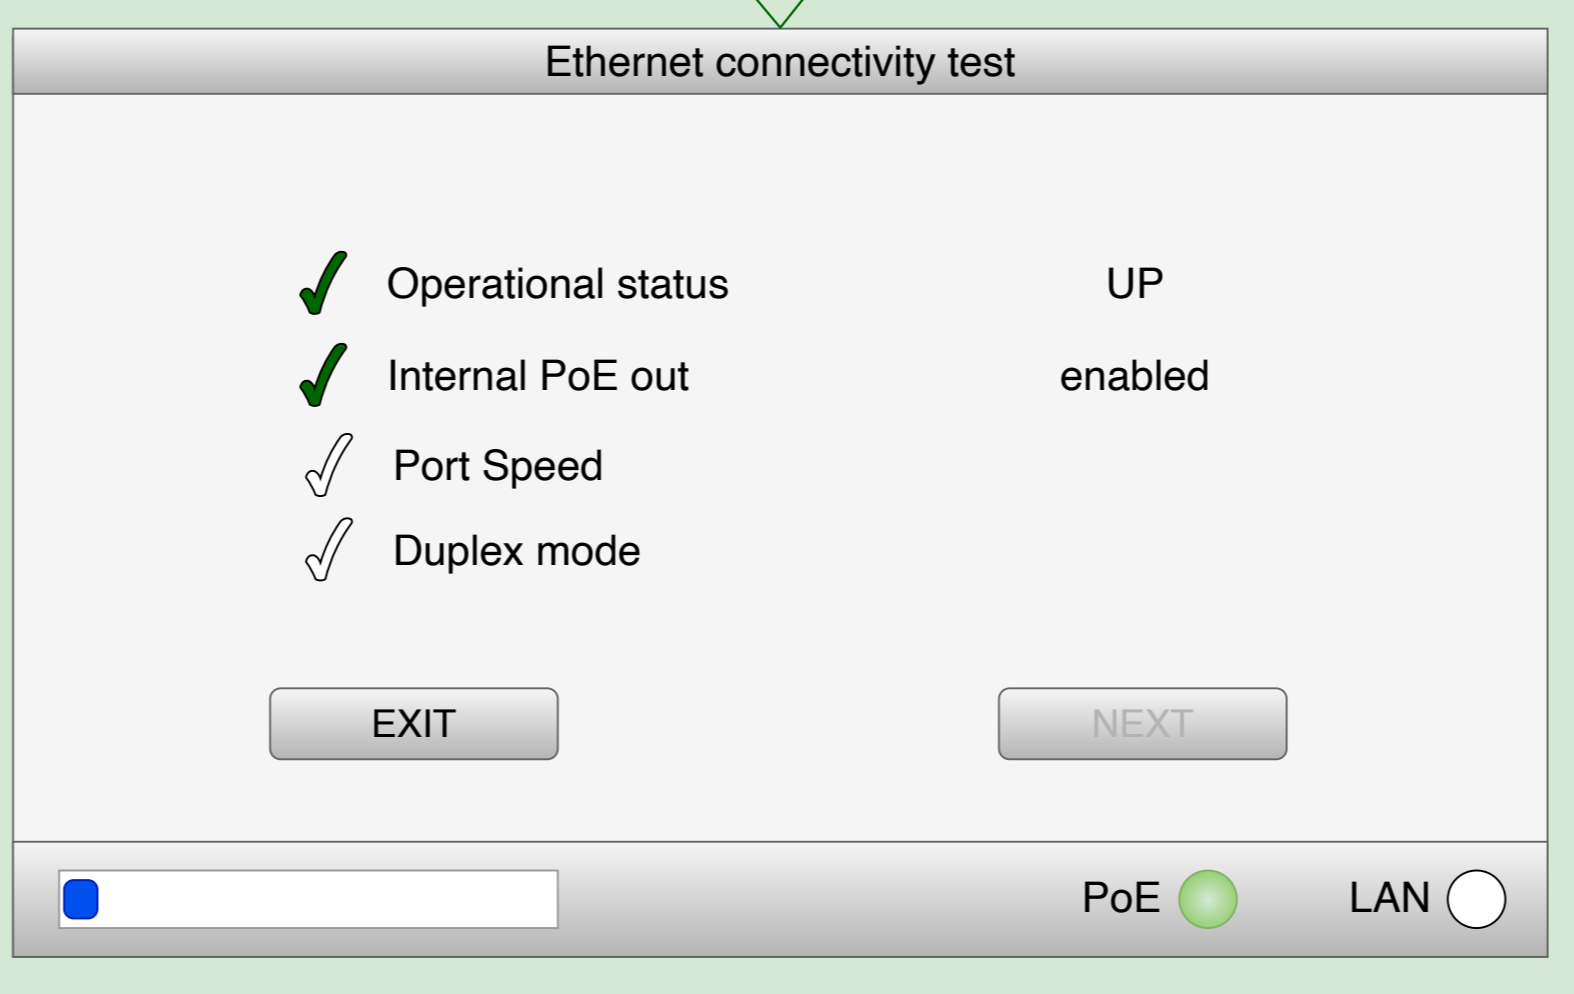 Ethernet connectivity test
Operational status UP
Internal PoE out enabled
Port Speed
Duplex mode
EXIT NEXT
PoE LAN